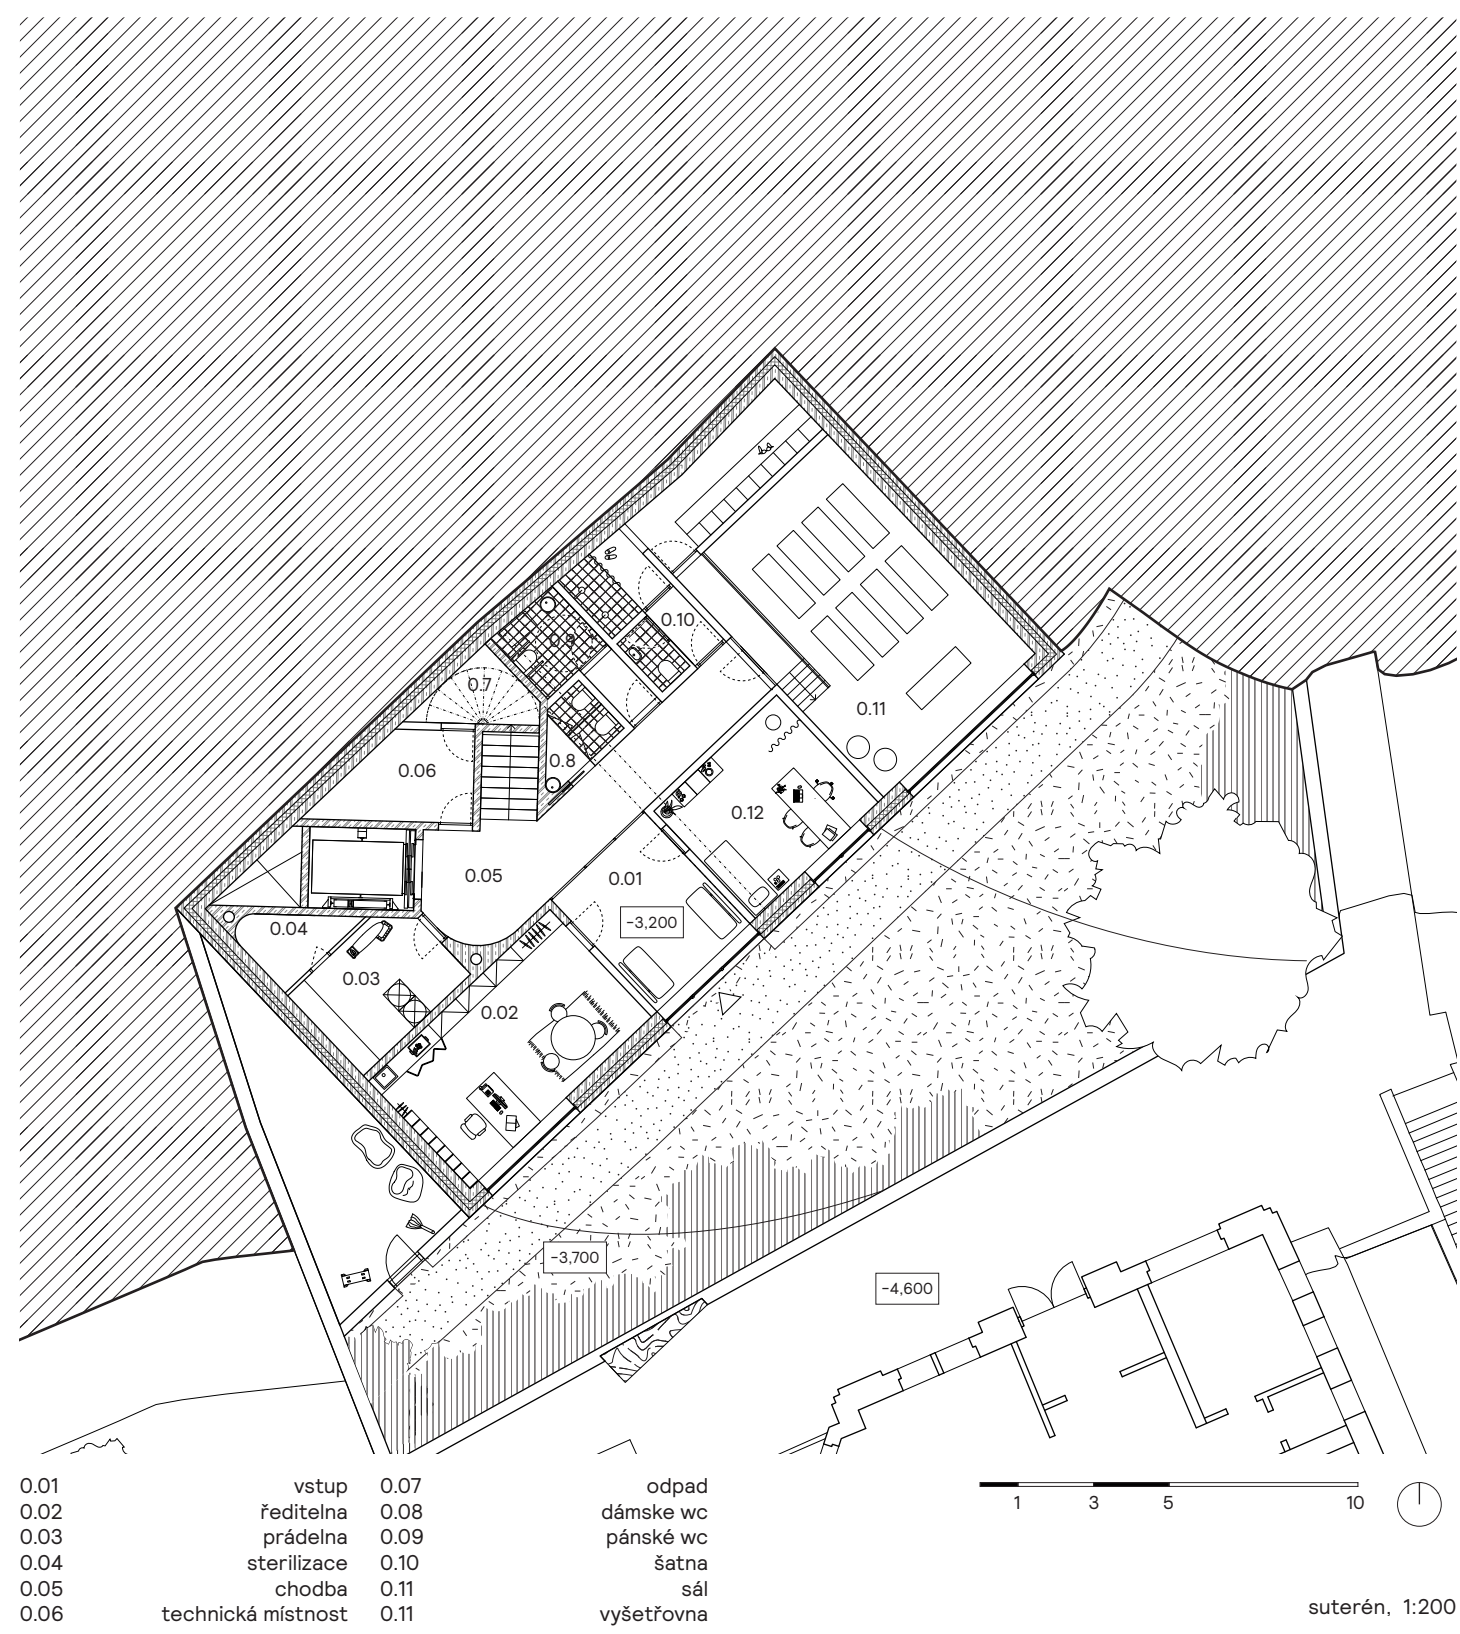 0.10
0.9
0.7
0.11
0.8
0.06
0.12
0.05
0.01
-3,200
0.04
0.03
0.02
-3,700
-4,600
0.01 vstup 0.07 odpad
0.02 ředitelna 0.08 dámske wc
0.03 prádelna 0.09 pánské wc
0.04 sterilizace 0.10 šatna
0.05 chodba 0.11 sál
0.06 technická místnost 0.11 vyšetřovna
1 3 5 10
suterén, 1:200